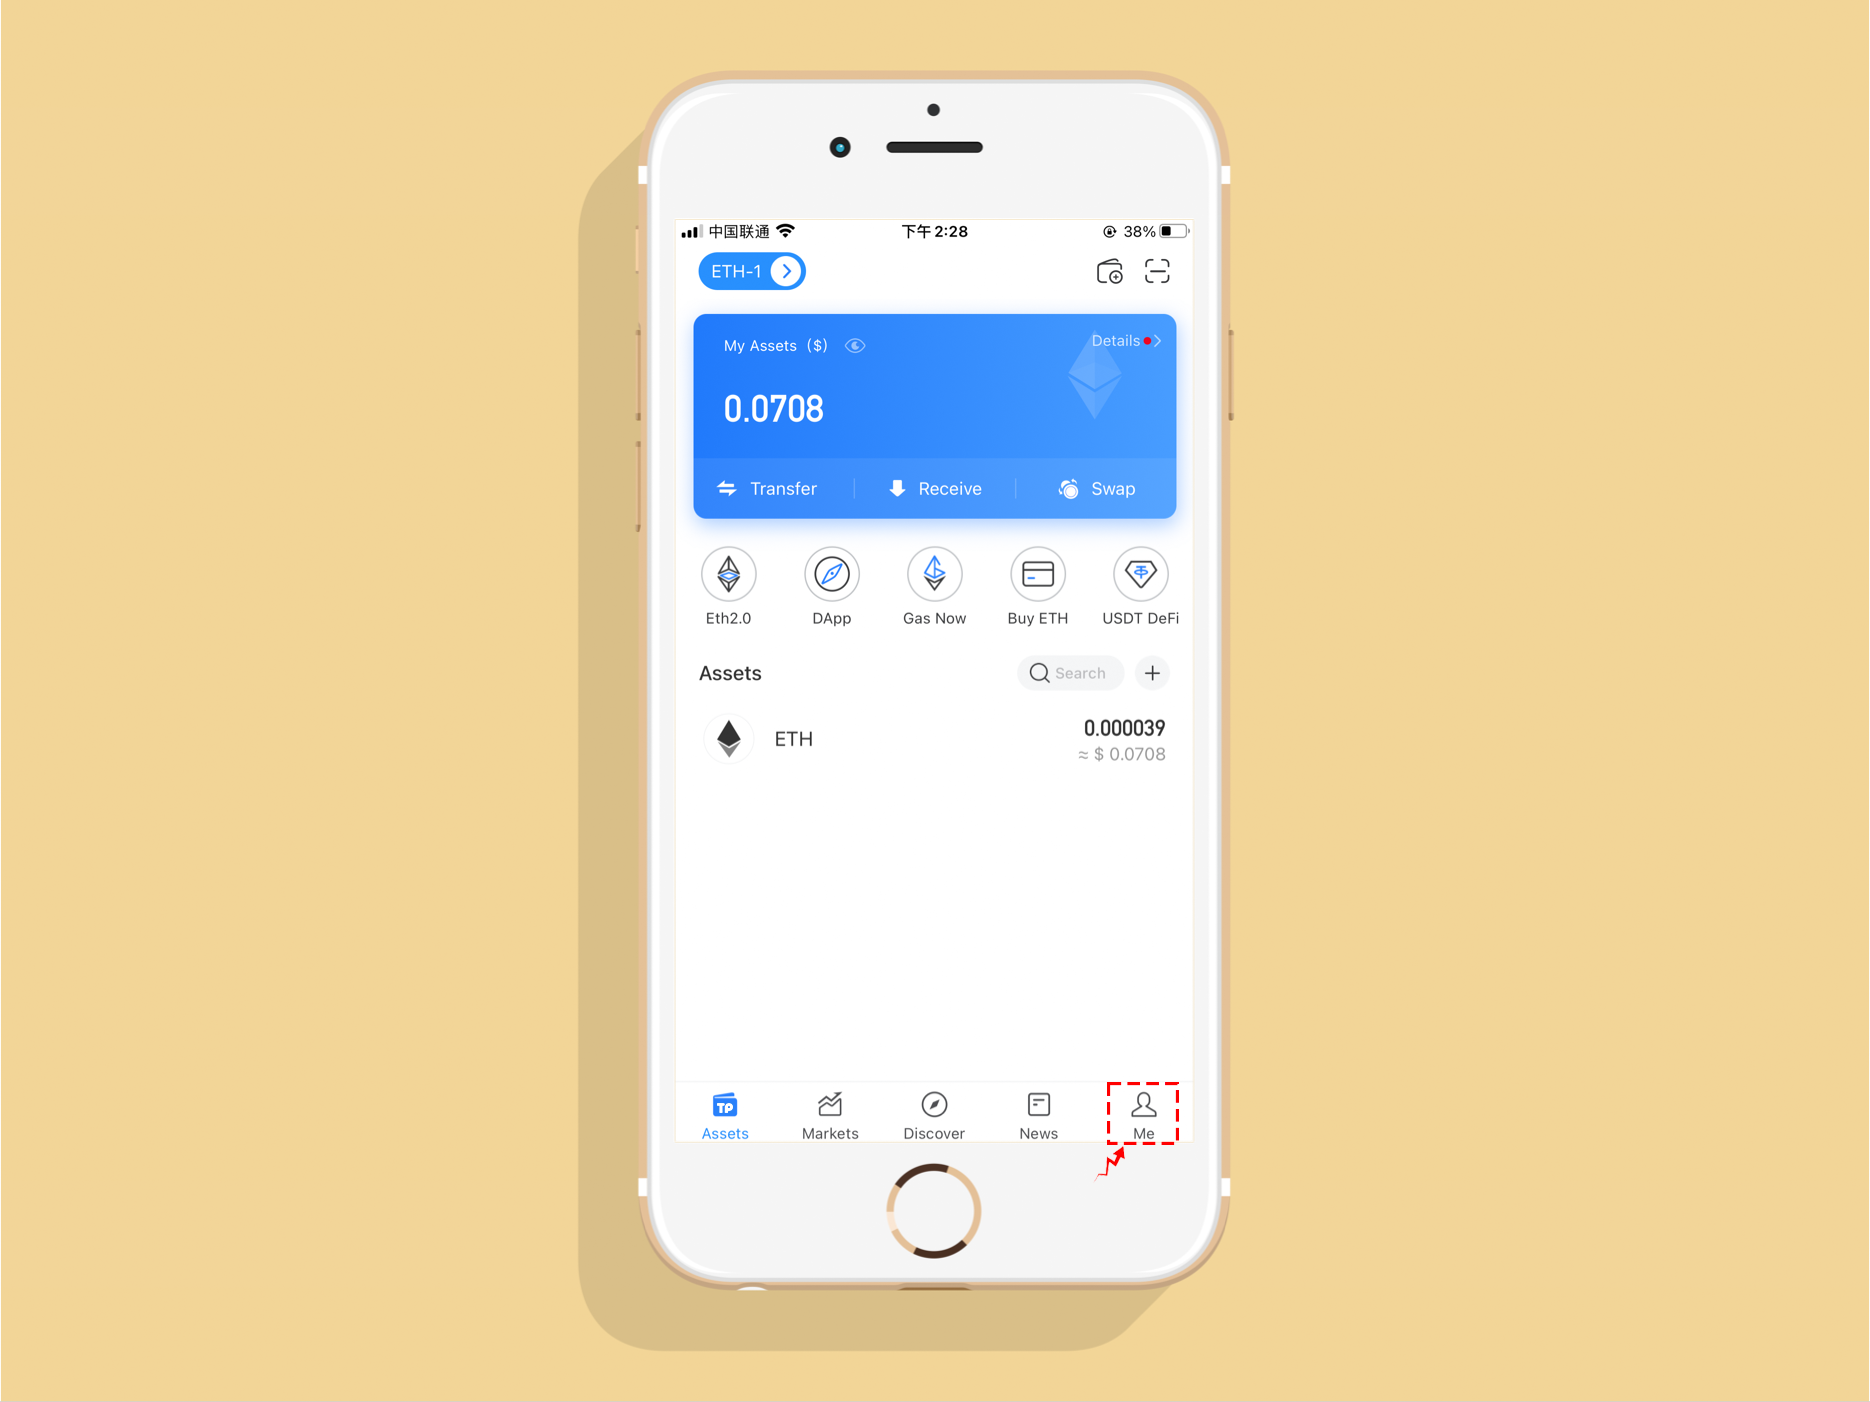 中国联通 下午2:28 38%
ETH-1
My Assets ($) Details
0.0708
Transfer Receive Swap
Eth2.0 DApp Gas Now Buy ETH USDT DeFi
Assets Search
ETH 0.000039
≈ $ 0.0708
TP
Assets Markets Discover News Me